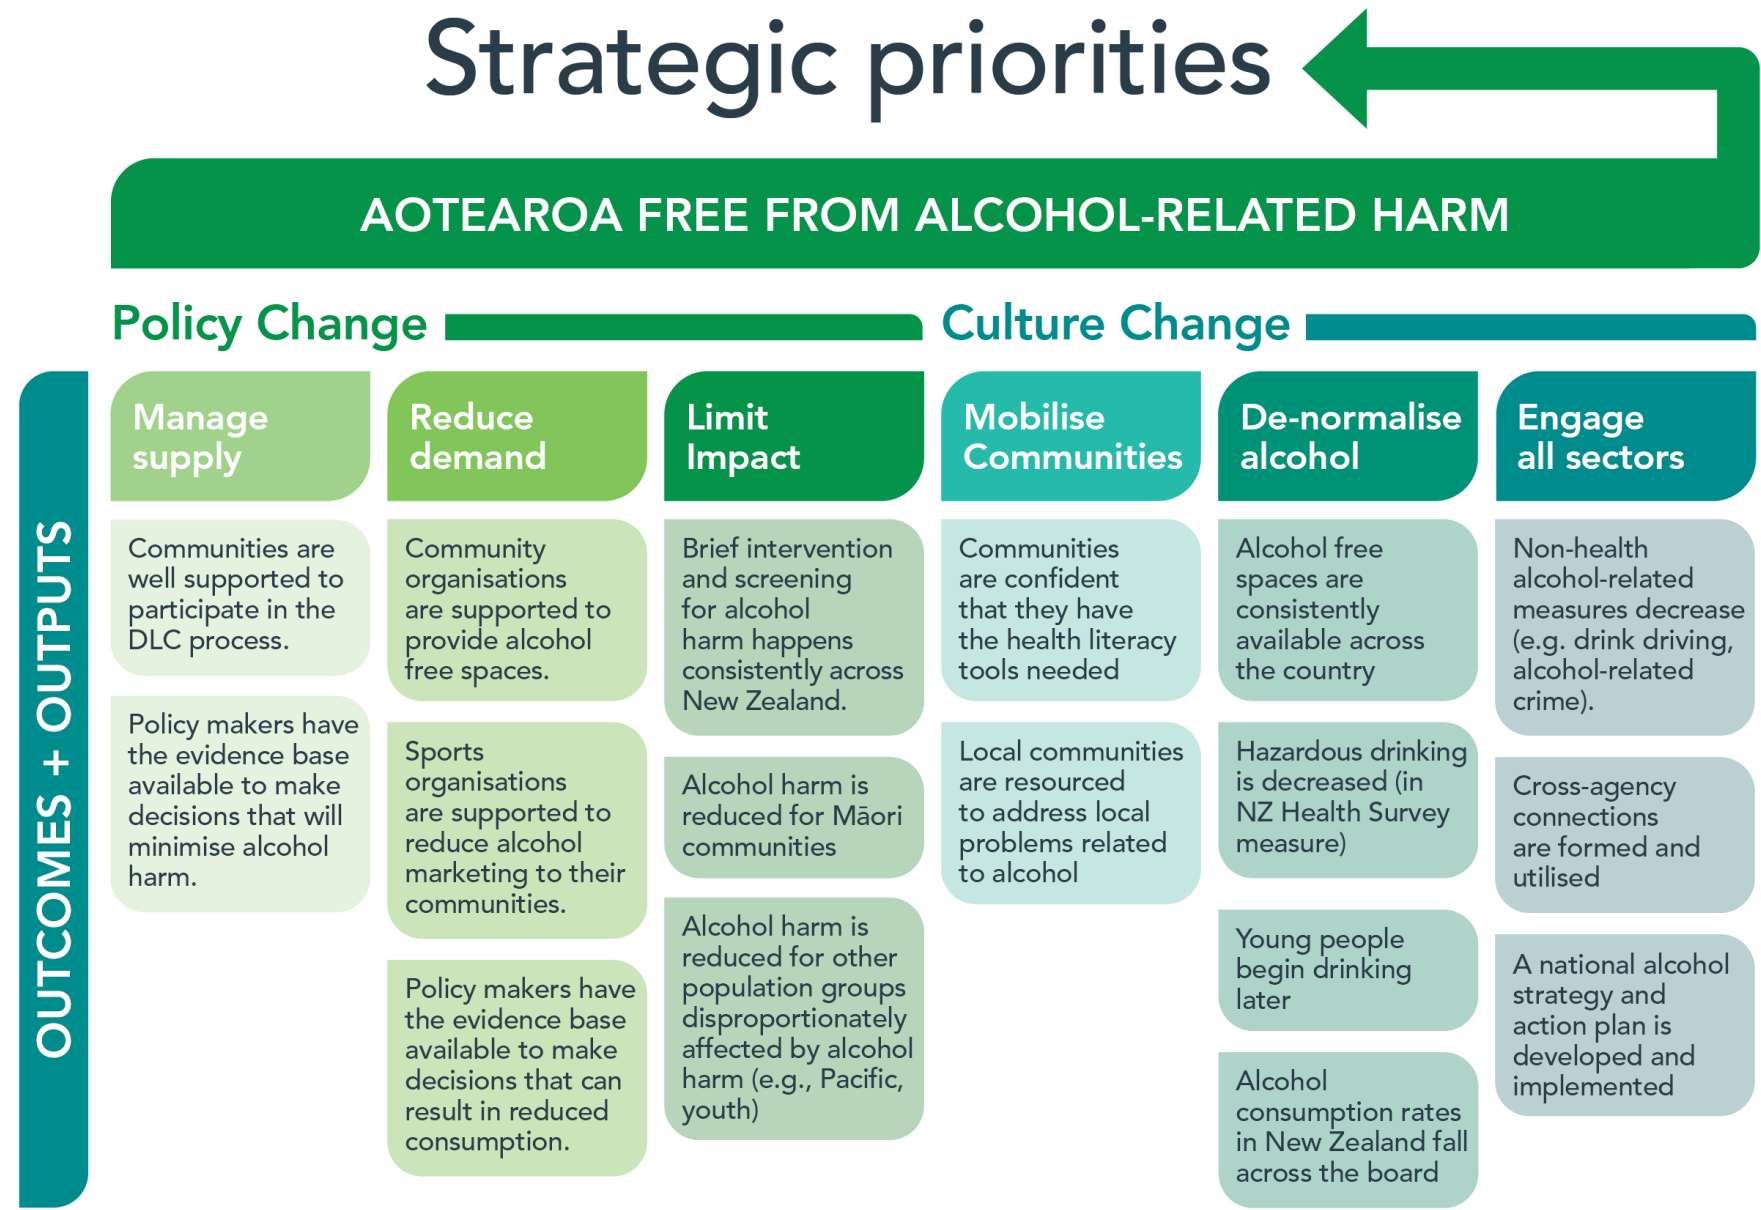 Strategic priorities
AOTEAROA FREE FROM ALCOHOL-RELATED HARM
Policy Change
Culture Change
OUTCOMES + OUTPUTS
Manage
supply
Communities are
well supported to
participate in the
DLC process.
Policy makers have
the evidence base
available to make
decisions that will
minimise alcohol
harm.
Reduce
demand
Community
organisations
are supported to
provide alcohol
free spaces.
Sports
organisations
are supported to
reduce alcohol
marketing to their
communities.
Policy makers have
the evidence base
available to make
decisions that can
result in reduced
consumption.
Limit
Impact
Brief intervention
and screening
for alcohol
harm happens
consistently across
New Zealand.
Alcohol harm is
reduced for Māori
communities
Alcohol harm is
reduced for other
population groups
disproportionately
affected by alcohol
harm (e.g., Pacific,
youth)
Mobilise
Communities
Communities
are confident
that they have
the health literacy
tools needed
Local communities
are resourced
to address local
problems related
to alcohol
De-normalise
alcohol
Alcohol free
spaces are
consistently
available across
the country
Hazardous drinking
is decreased (in
NZ Health Survey
measure)
Young people
begin drinking
later
Alcohol
consumption rates
in New Zealand fall
across the board
Engage
all sectors
Non-health
alcohol-related
measures decrease
(e.g. drink driving,
alcohol-related
crime).
Cross-agency
connections
are formed and
utilised
A national alcohol
strategy and
action plan is
developed and
implemented